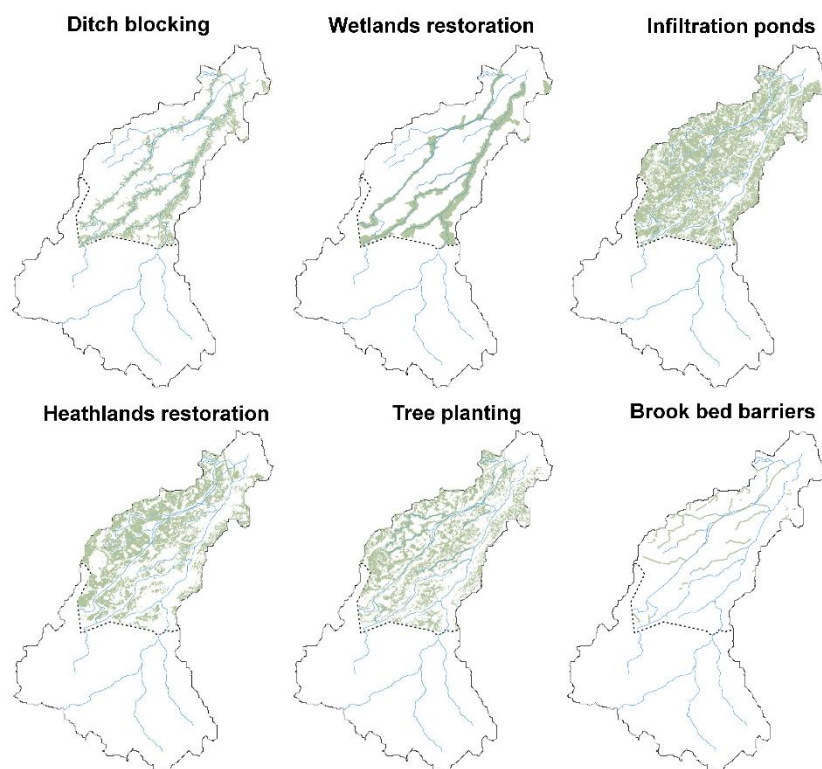 Ditch blocking
Wetlands restoration
Infiltration ponds
Heathlands restoration
Tree planting
Brook bed barriers